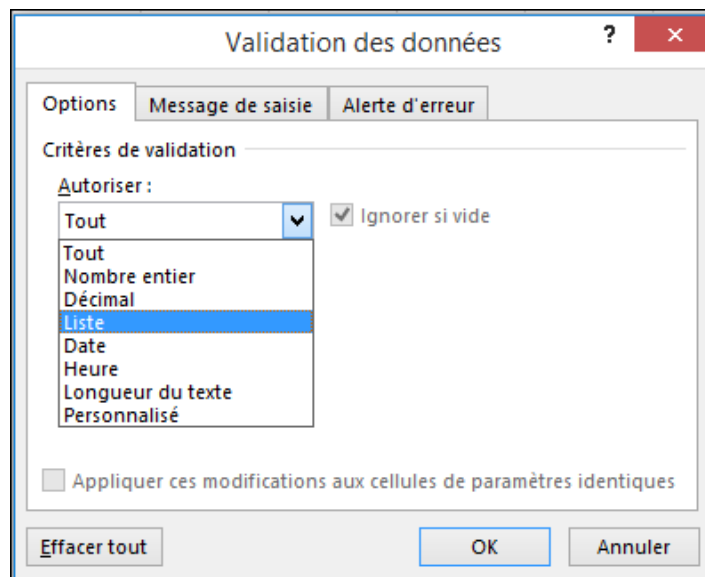 Validation des données
?
Options
Message de saisie
Alerte d'erreur
Critères de validation
Autoriser :
Tout
Ignorer si vide
Tout
Nombre entier
Décimal
Liste
Date
Heure
Longueur du texte
Personnalisé
Appliquer ces modifications aux cellules de paramètres identiques
Effacer tout
OK
Annuler